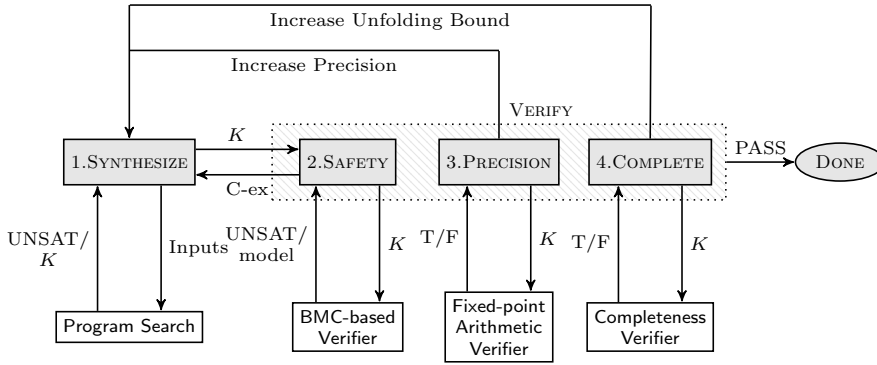 Increase Unfolding Bound
Increase Precision
VERIFY
K
PASS
1.SYNTHESIZE
2.SAFETY
3.PRECISION
4.COMPLETE
DONE
C-ex
UNSAT/
K
Inputs
UNSAT/
model
K
T/F
K
T/F
K
Program Search
BMC-based
Verifier
Fixed-point
Arithmetic
Verifier
Completeness
Verifier